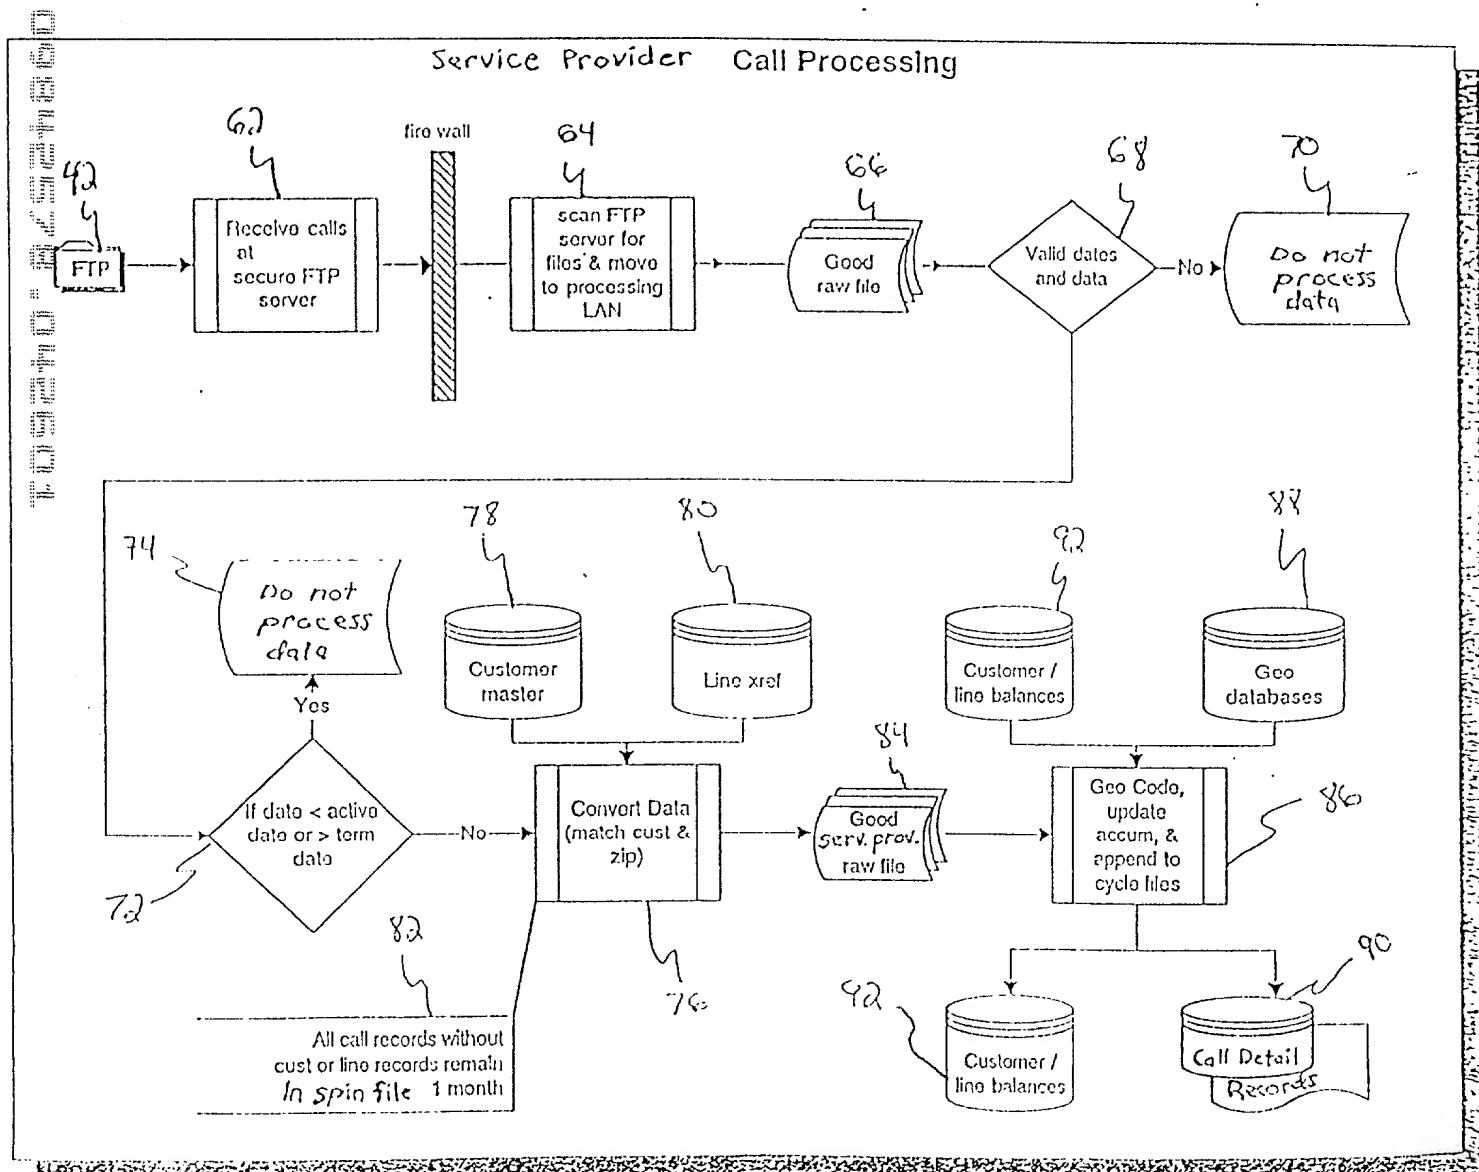 Service Provider Call Processing
62
fire wall
64
66
68
70
42
FTP
Receive calls
at
secure FTP
server
scan FTP
server for
files & move
to processing
LAN
Good
raw file
Valid dates
and data
No
Do not
process
data
74
78
80
92
88
Do not
process
data
Yes
Customer
master
Line xref
Customer /
line balances
Geo
databases
84
If date < active
date or > term
date
No
Convert Data
(match cust &
zip)
Good
serv. prov.
raw file
Geo Code,
update
accum, &
append to
cycle files
86
72
82
76
92
90
All call records without
cust or line records remain
In spin file 1 month
Customer /
line balances
Call Detail
Records